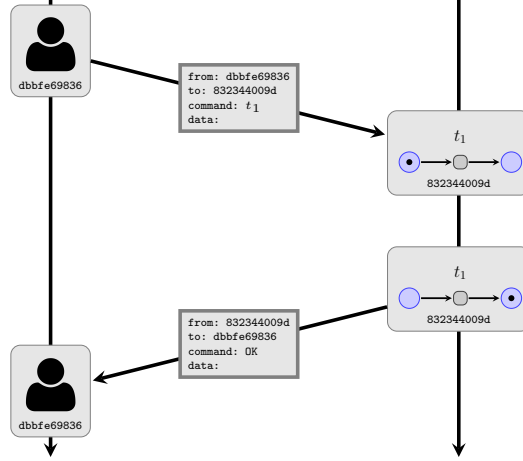 dbbfe69836
from: dbbfe69836
to: 832344009d
command: t₁
data:
t₁
832344009d
t₁
832344009d
from: 832344009d
to: dbbfe69836
command: OK
data:
dbbfe69836